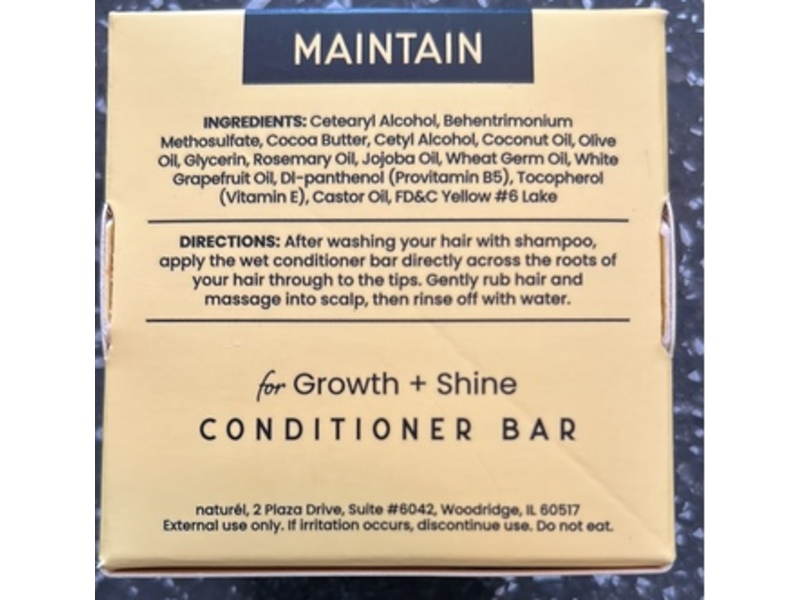 MAINTAIN
INGREDIENTS: Cetearyl Alcohol, Behentrimonium
Methosulfate, Cocoa Butter, Cetyl Alcohol, Coconut Oil, Olive
Oil, Glycerin, Rosemary Oil, Jojoba Oil, Wheat Germ Oil, White
Grapefruit Oil, Dl-panthenol (Provitamin B5), Tocopherol
(Vitamin E), Castor Oil, FD&C Yellow #6 Lake
DIRECTIONS: After washing your hair with shampoo,
apply the wet conditioner bar directly across the roots of
your hair through to the tips. Gently rub hair and
massage into scalp, then rinse off with water.
for Growth + Shine
CONDITIONER BAR
naturél, 2 Plaza Drive, Suite #6042, Woodridge, IL 60517
External use only. If irritation occurs, discontinue use. Do not eat.